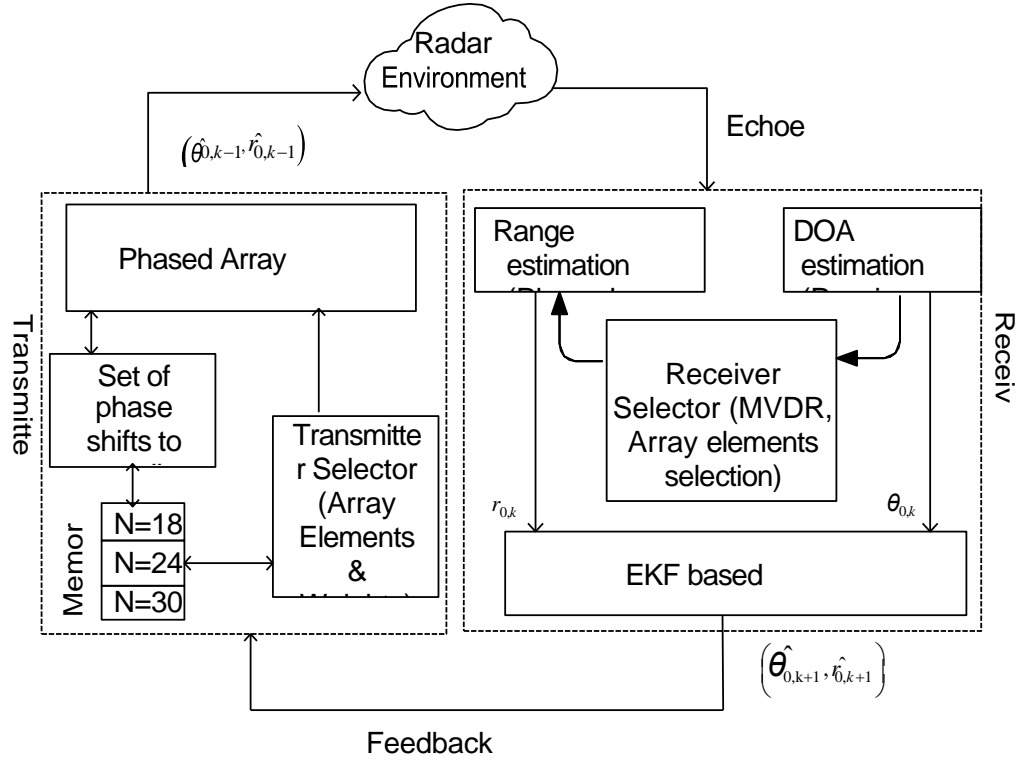 Radar
Environment
Echoe
(θ̂0,k−1, r̂0,k−1)
Phased Array
Transmitte
Set of
phase
shifts to
Memor
N=18
N=24
N=30
Transmitte
r Selector
(Array
Elements
&
Range
estimation
DOA
estimation
Receiv
Receiver
Selector (MVDR,
Array elements
selection)
r0,k
θ0,k
EKF based
(θ̂0,k+1, r̂0,k+1)
Feedback